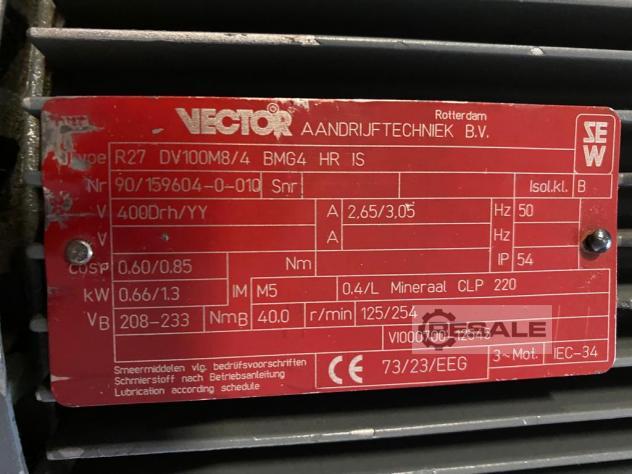 VECTOR Rotterdam
AANDRIJFTECHNIEK B.V.
SEW
Type R27 DV100M8/4 BMG4 HR IS
Nr 90/159604-0-010 Snr Isol.kl. B
V 400Drh/YY A 2,65/3,05 Hz 50
V A Hz
cosφ 0.60/0.85 Nm IP 54
kW 0.66/1.3 IM M5 0.4/L Mineraal CLP 220
VB 208-233 NmB 40.0 r/min 125/254
RESALE
Smeermiddelen vlg. bedrijfsvoorschriften
Schmierstoff nach Betriebsanleitung
Lubrication according schedule
CE 73/23/EEG 3~Mot. IEC-34